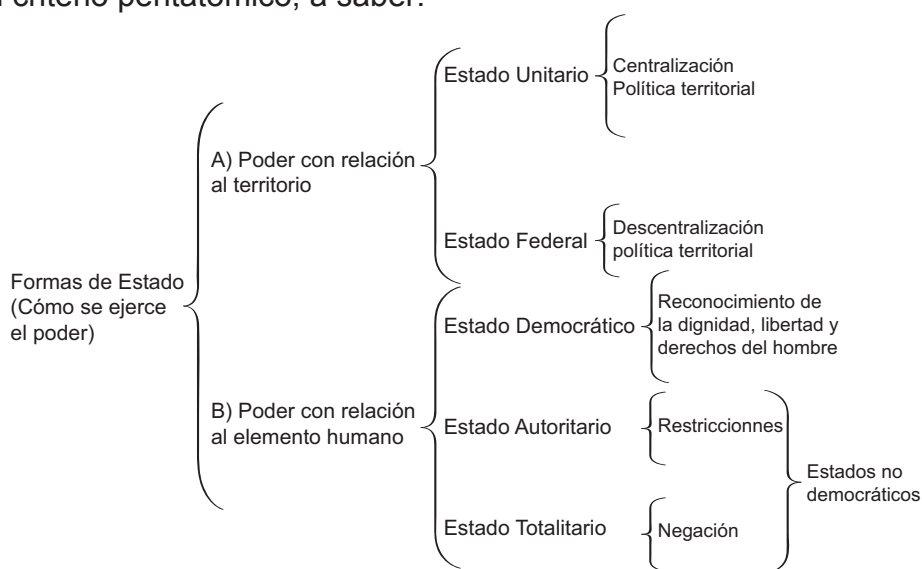 criterio pentatómico, a saber:
Formas de Estado
(Cómo se ejerce
el poder)
A) Poder con relación
al territorio
Estado Unitario
Centralización
Política territorial
Estado Federal
Descentralización
política territorial
B) Poder con relación
al elemento humano
Estado Democrático
Reconocimiento de
la dignidad, libertad y
derechos del hombre
Estado Autoritario
Restriccionnes
Estado Totalitario
Negación
Estados no
democráticos